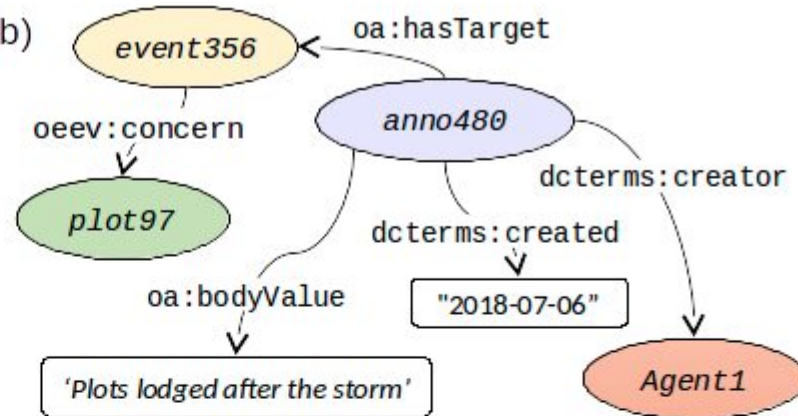 b)
event356
oa:hasTarget
anno480
oeev:concern
dcterms:creator
plot97
dcterms:created
oa:bodyValue
"2018-07-06”
‘Plots lodged after the storm’
Agent1